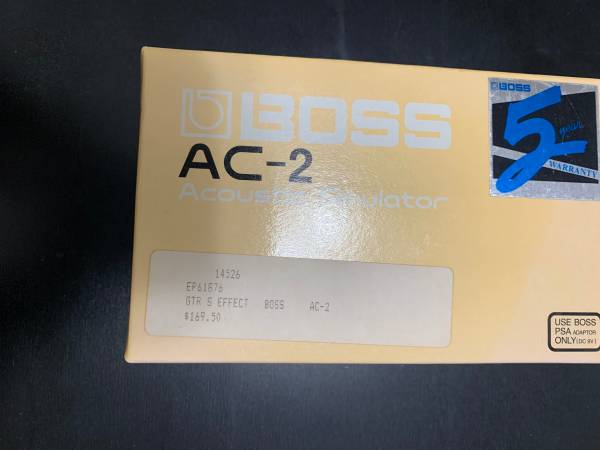 BOSS
AC-2
Acoustic Simulator
BOSS
5 year
WARRANTY
14526
EP61876
GTR S EFFECT BOSS AC-2
$169.50
USE BOSS
PSA ADAPTOR
ONLY (DC 9V)